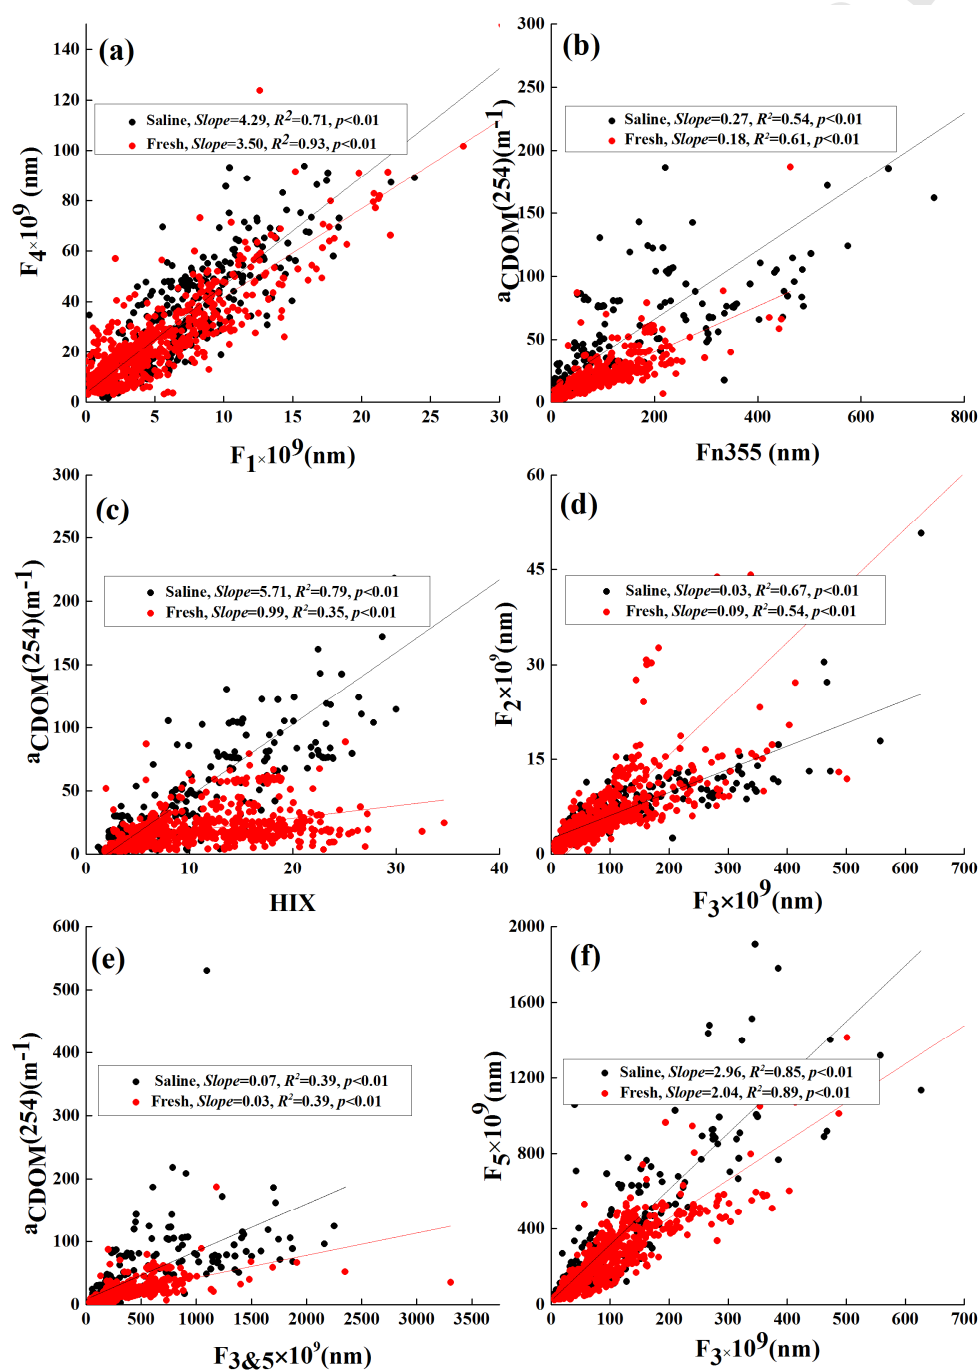 (a)
140
120
100
80
60
40
20
0
F4×10^9 (nm)
Saline, Slope=4.29, R^2=0.71, p<0.01
Fresh, Slope=3.50, R^2=0.93, p<0.01
0 5 10 15 20 25 30
F1×10^9(nm)
(b)
300
250
200
150
100
50
0
aCDOM(254)(m^-1)
Saline, Slope=0.27, R^2=0.54, p<0.01
Fresh, Slope=0.18, R^2=0.61, p<0.01
0 200 400 600 800
Fn355 (nm)
(c)
300
250
200
150
100
50
0
aCDOM(254)(m^-1)
Saline, Slope=5.71, R^2=0.79, p<0.01
Fresh, Slope=0.99, R^2=0.35, p<0.01
0 10 20 30 40
HIX
(d)
60
45
30
15
0
F2×10^9(nm)
Saline, Slope=0.03, R^2=0.67, p<0.01
Fresh, Slope=0.09, R^2=0.54, p<0.01
0 100 200 300 400 500 600 700
F3×10^9(nm)
(e)
600
500
400
300
200
100
0
aCDOM(254)(m^-1)
Saline, Slope=0.07, R^2=0.39, p<0.01
Fresh, Slope=0.03, R^2=0.39, p<0.01
0 500 1000 1500 2000 2500 3000 3500
F3&5×10^9(nm)
(f)
2000
1600
1200
800
400
0
F5×10^9(nm)
Saline, Slope=2.96, R^2=0.85, p<0.01
Fresh, Slope=2.04, R^2=0.89, p<0.01
0 100 200 300 400 500 600 700
F3×10^9(nm)